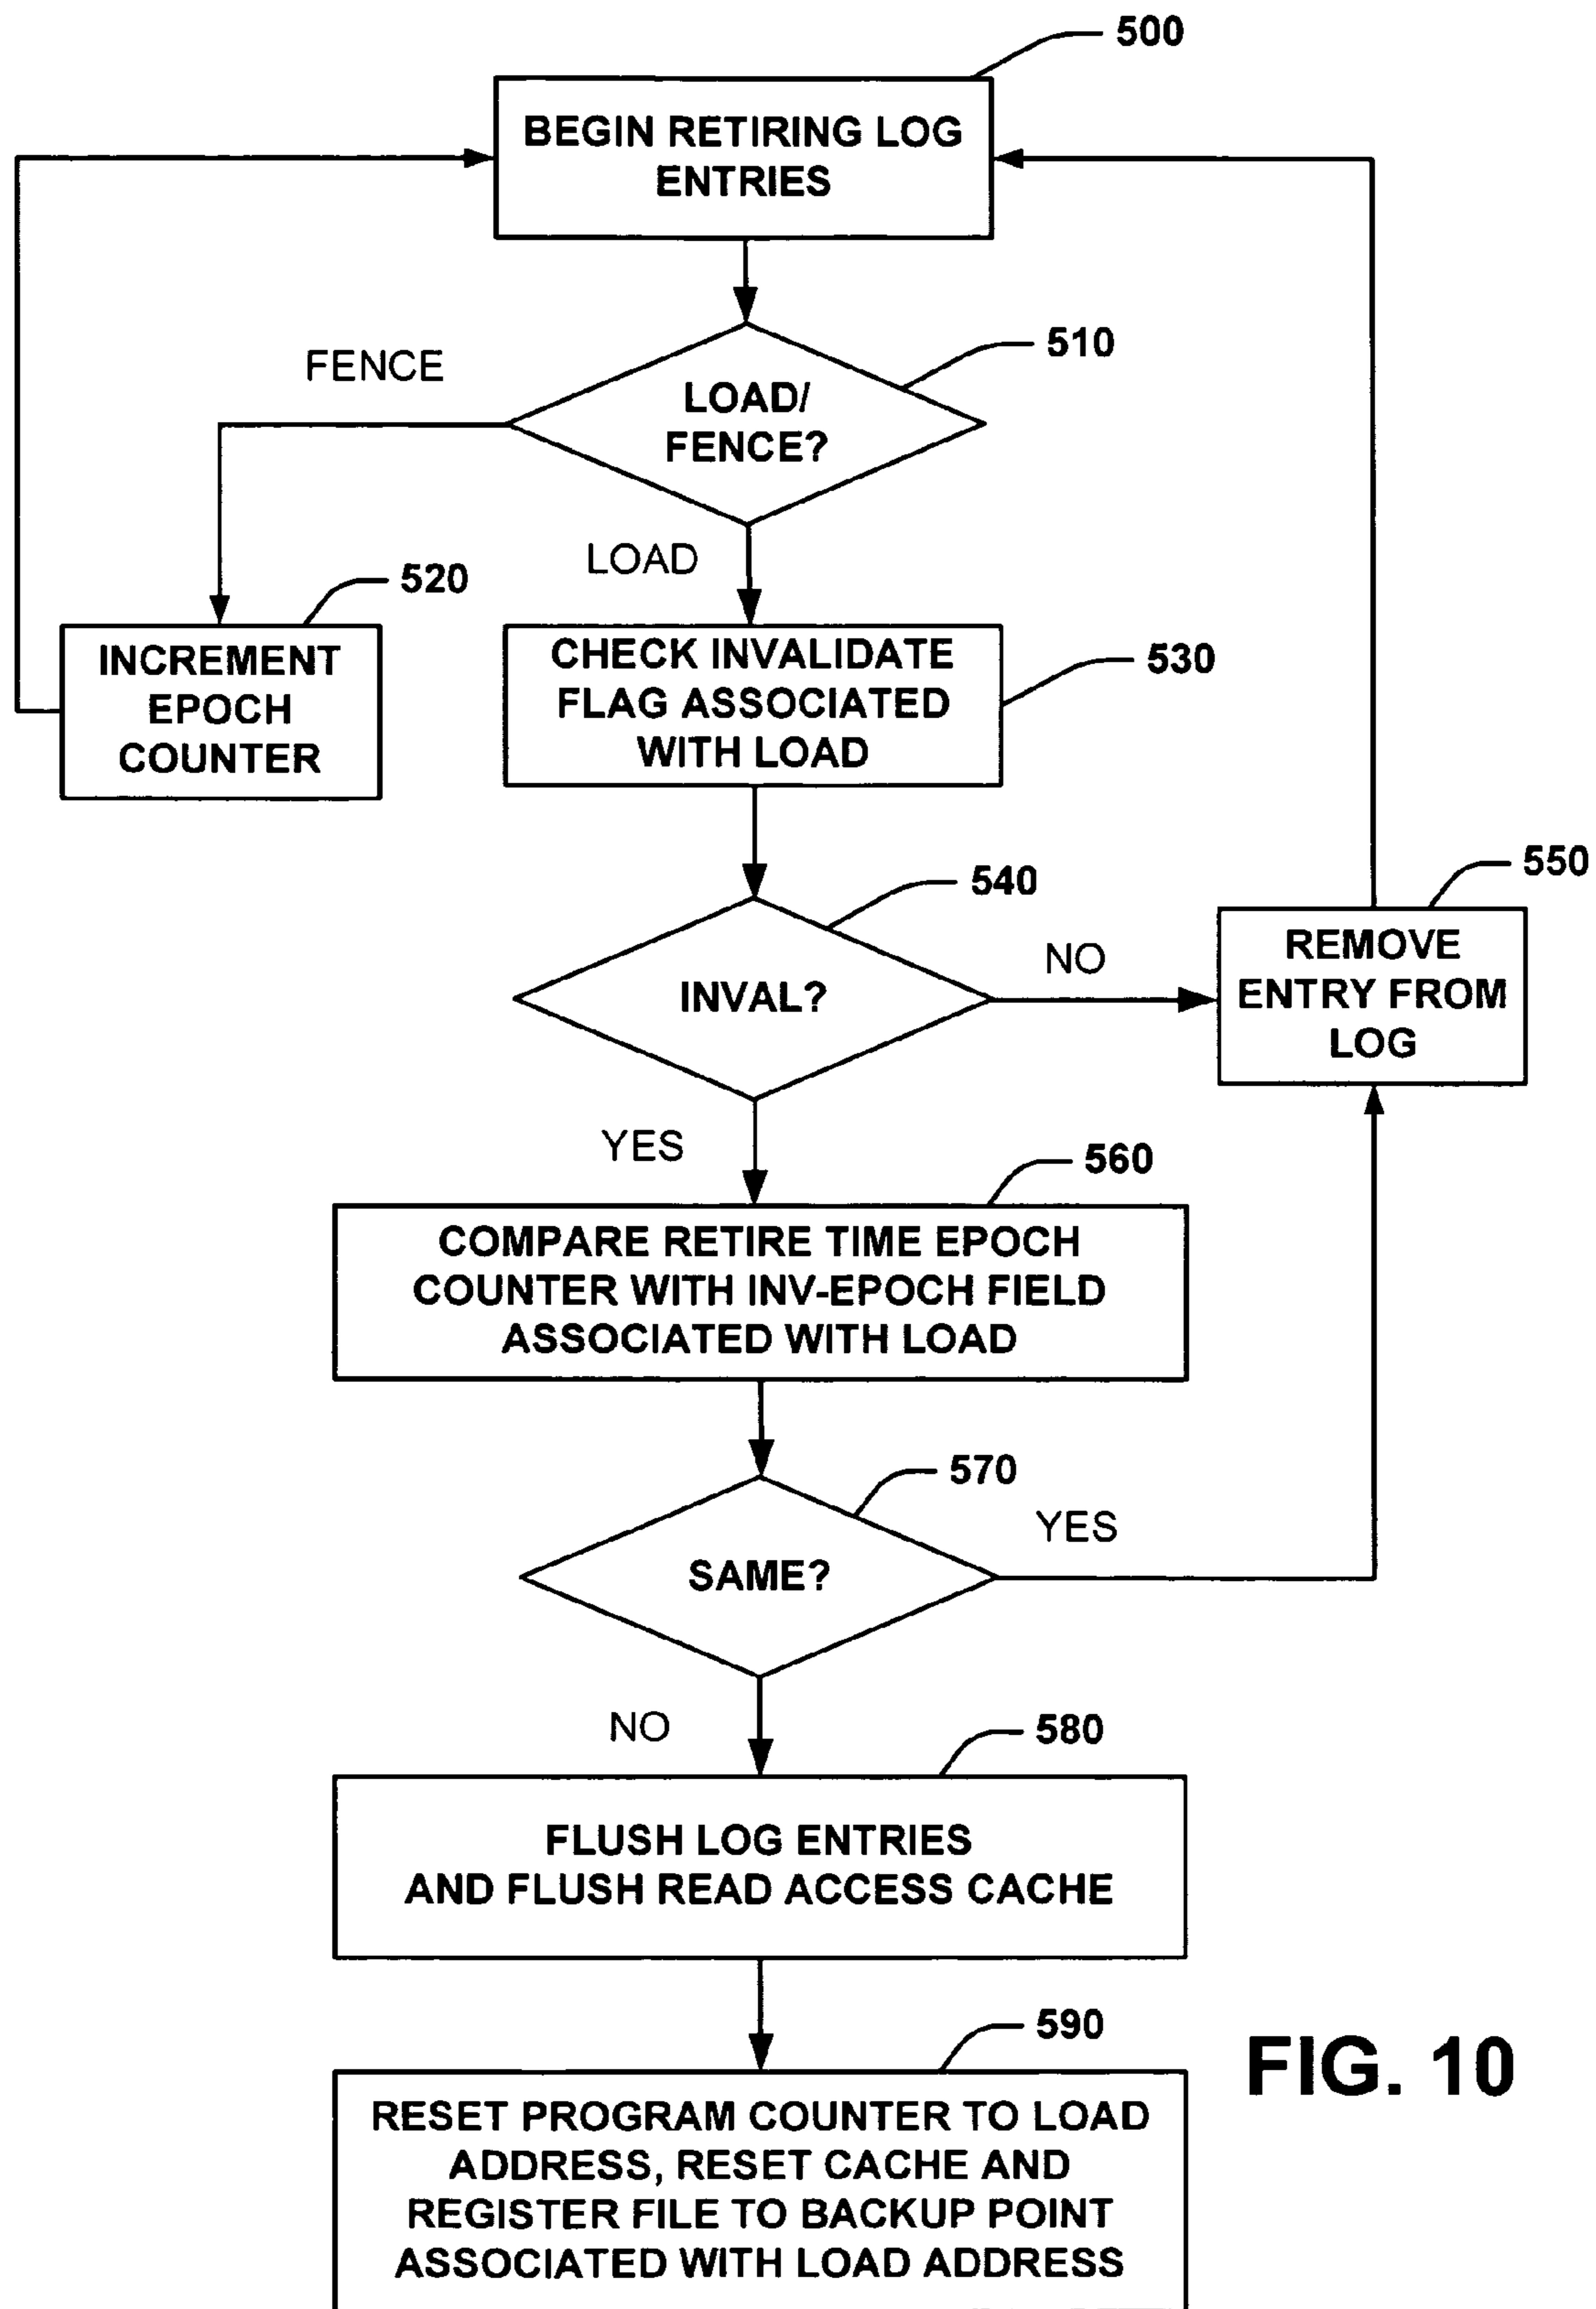 500
BEGIN RETIRING LOG
ENTRIES
510
FENCE
LOAD/
FENCE?
LOAD
520
INCREMENT
EPOCH
COUNTER
CHECK INVALIDATE
FLAG ASSOCIATED
WITH LOAD
530
540
INVAL?
NO
550
REMOVE
ENTRY FROM
LOG
YES
560
COMPARE RETIRE TIME EPOCH
COUNTER WITH INV-EPOCH FIELD
ASSOCIATED WITH LOAD
570
SAME?
YES
NO
580
FLUSH LOG ENTRIES
AND FLUSH READ ACCESS CACHE
590
RESET PROGRAM COUNTER TO LOAD
ADDRESS, RESET CACHE AND
REGISTER FILE TO BACKUP POINT
ASSOCIATED WITH LOAD ADDRESS
FIG. 10